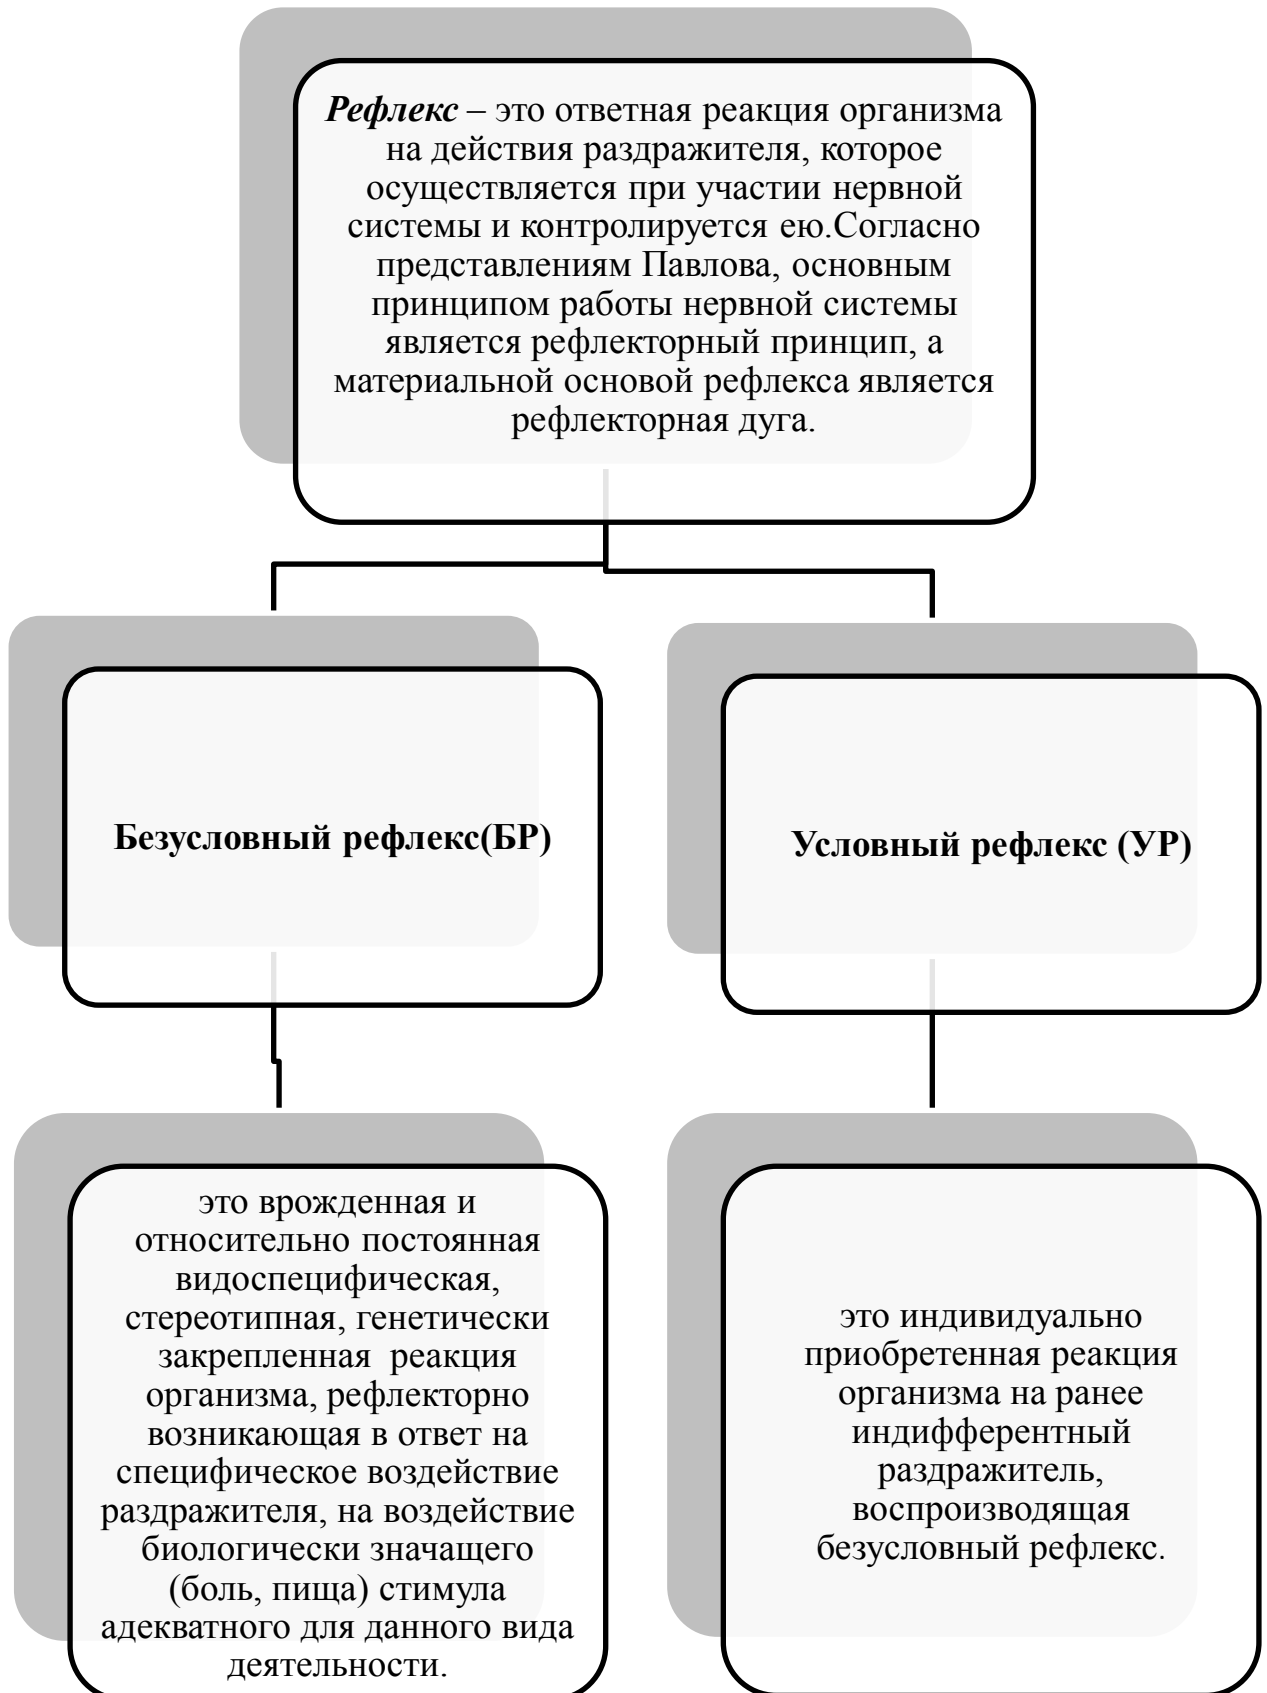 Рефлекс – это ответная реакция организма
на действия раздражителя, которое
осуществляется при участии нервной
системы и контролируется ею.Согласно
представлениям Павлова, основным
принципом работы нервной системы
является рефлекторный принцип, а
материальной основой рефлекса является
рефлекторная дуга.
Безусловный рефлекс(БР)
Условный рефлекс (УР)
это врожденная и
относительно постоянная
видоспецифическая,
стереотипная, генетически
закрепленная реакция
организма, рефлекторно
возникающая в ответ на
специфическое воздействие
раздражителя, на воздействие
биологически значащего
(боль, пища) стимула
адекватного для данного вида
деятельности.
это индивидуально
приобретенная реакция
организма на ранее
индифферентный
раздражитель,
воспроизводящая
безусловный рефлекс.